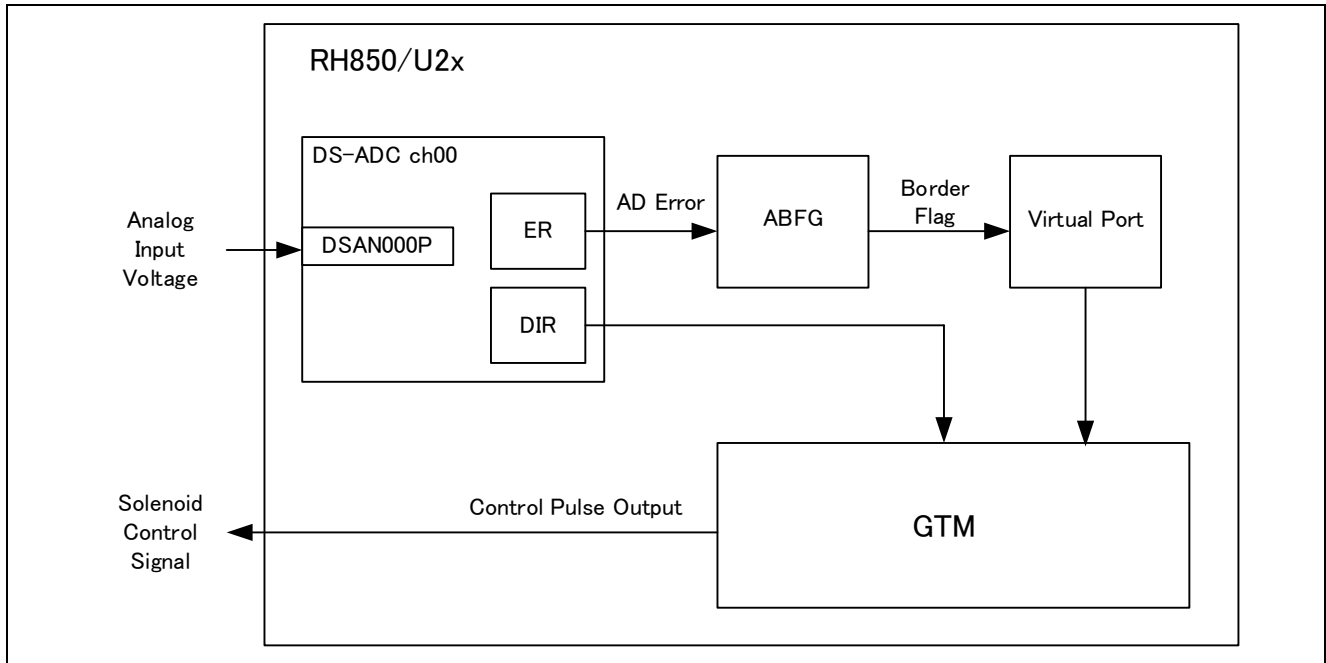 RH850/U2x
DS-ADC ch00
Analog
Input
Voltage
DSAN000P
ER
DIR
AD Error
ABFG
Border
Flag
Virtual Port
Solenoid
Control
Signal
Control Pulse Output
GTM